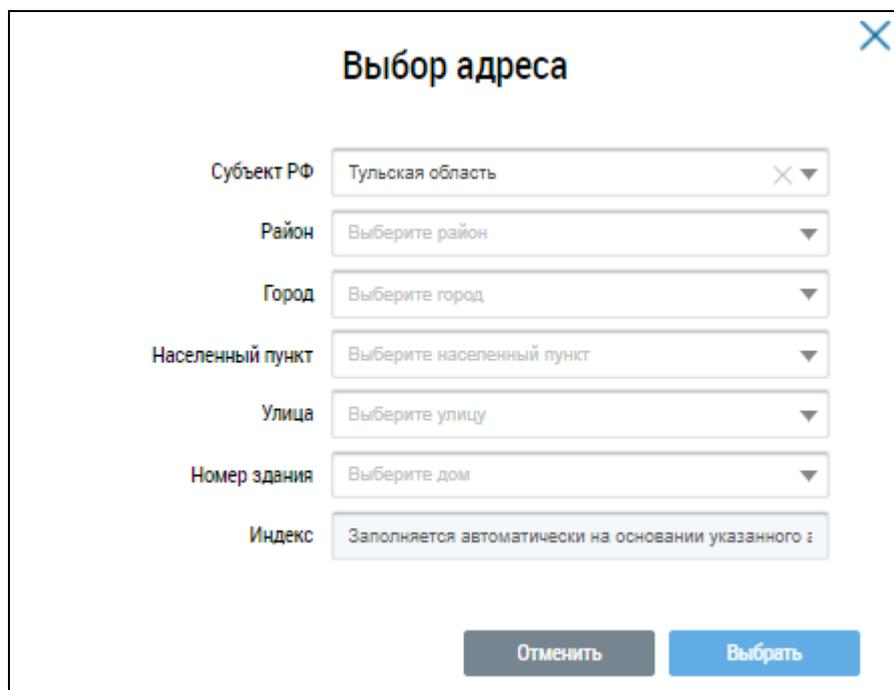 Выбор адреса
Субъект РФ Тульская область
Район Выберите район
Город Выберите город
Населенный пункт Выберите населенный пункт
Улица Выберите улицу
Номер здания Выберите дом
Индекс Заполняется автоматически на основании указанного а
Отменить Выбрать